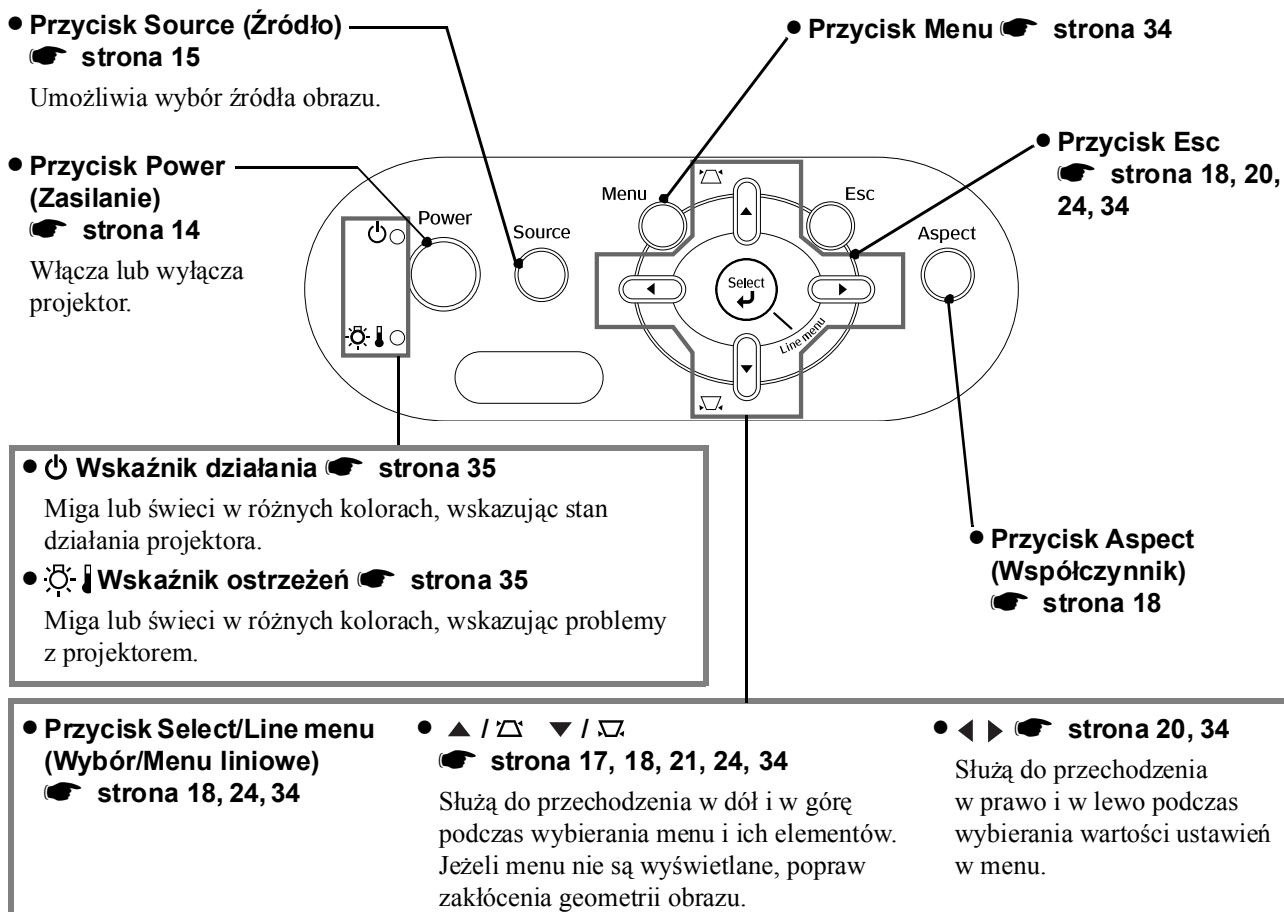 ● Przycisk Source (Źródło)
☛ strona 15
Umożliwia wybór źródła obrazu.
● Przycisk Power
(Zasilanie)
☛ strona 14
Włącza lub wyłącza
projektor.
● Przycisk Menu ☛ strona 34
● Przycisk Esc
☛ strona 18, 20,
24, 34
Power
Source
Menu
Esc
Aspect
Select
Line menu
● Wskaźnik działania ☛ strona 35
Miga lub świeci w różnych kolorach, wskazując stan
działania projektora.
● Wskaźnik ostrzeżeń ☛ strona 35
Miga lub świeci w różnych kolorach, wskazując problemy
z projektorem.
● Przycisk Aspect
(Współczynnik)
☛ strona 18
● Przycisk Select/Line menu
(Wybór/Menu liniowe)
☛ strona 18, 24, 34
● ▲ / ▼ /
☛ strona 17, 18, 21, 24, 34
Służą do przechodzenia w dół i w górę
podczas wybierania menu i ich elementów.
Jeżeli menu nie są wyświetlane, popraw
zakłócenia geometrii obrazu.
● ◀ ▶ ☛ strona 20, 34
Służą do przechodzenia
w prawo i w lewo podczas
wybierania wartości ustawień
w menu.